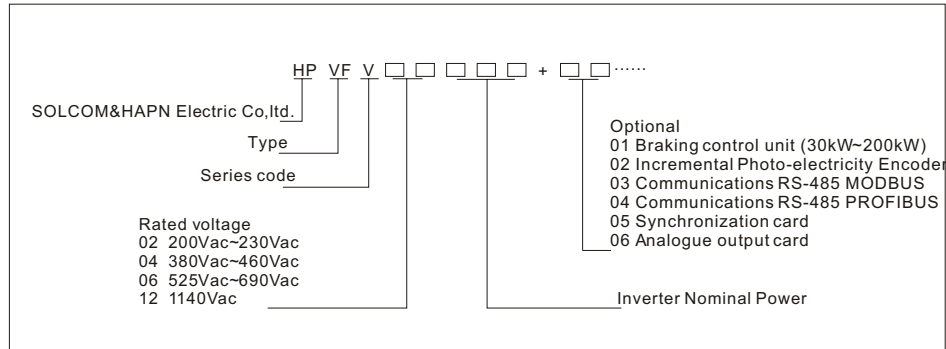 HP VF V □ □ □ □ □ + □ □ ······
SOLCOM&HAPN Electric Co,ltd.
Type
Series code
Rated voltage
02 200Vac~230Vac
04 380Vac~460Vac
06 525Vac~690Vac
12 1140Vac
Optional
01 Braking control unit (30kW~200kW)
02 Incremental Photo-electricity Encoder
03 Communications RS-485 MODBUS
04 Communications RS-485 PROFIBUS
05 Synchronization card
06 Analogue output card
Inverter Nominal Power